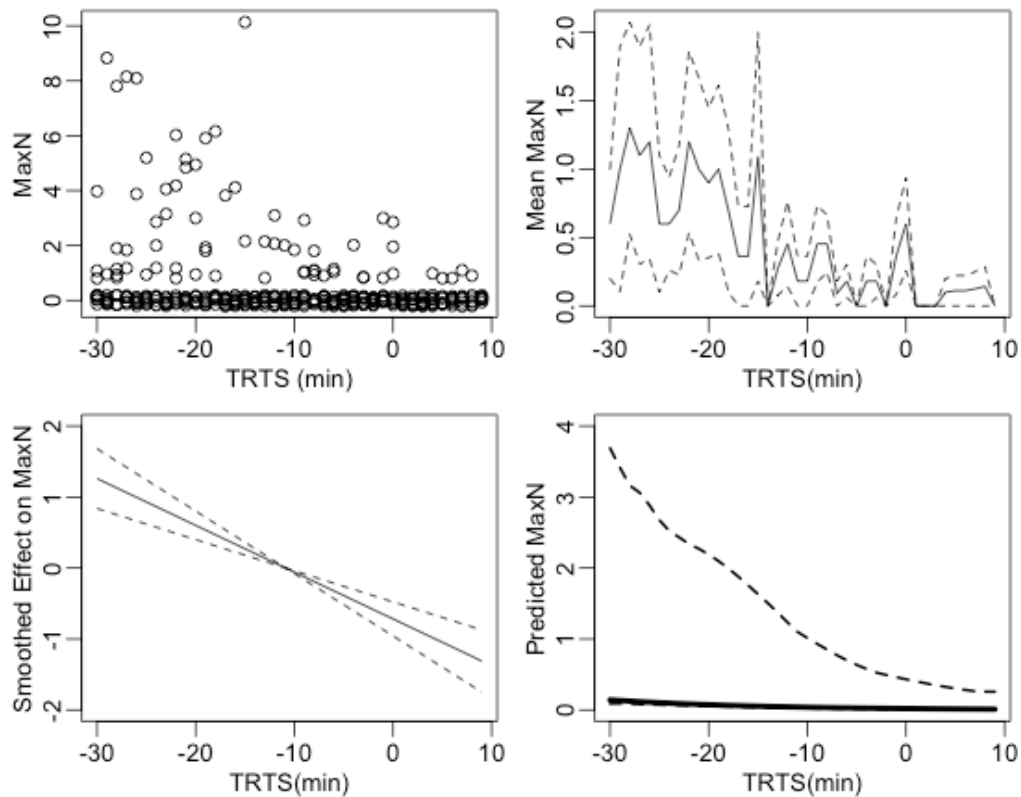 MaxN
10
8
6
4
2
0
-30 -20 -10 0 10
TRTS (min)
Mean MaxN
2.0
1.5
1.0
0.5
0.0
-30 -20 -10 0 10
TRTS(min)
Smoothed Effect on MaxN
2
1
0
-1
-2
-30 -20 -10 0 10
TRTS(min)
Predicted MaxN
4
3
2
1
0
-30 -20 -10 0 10
TRTS(min)